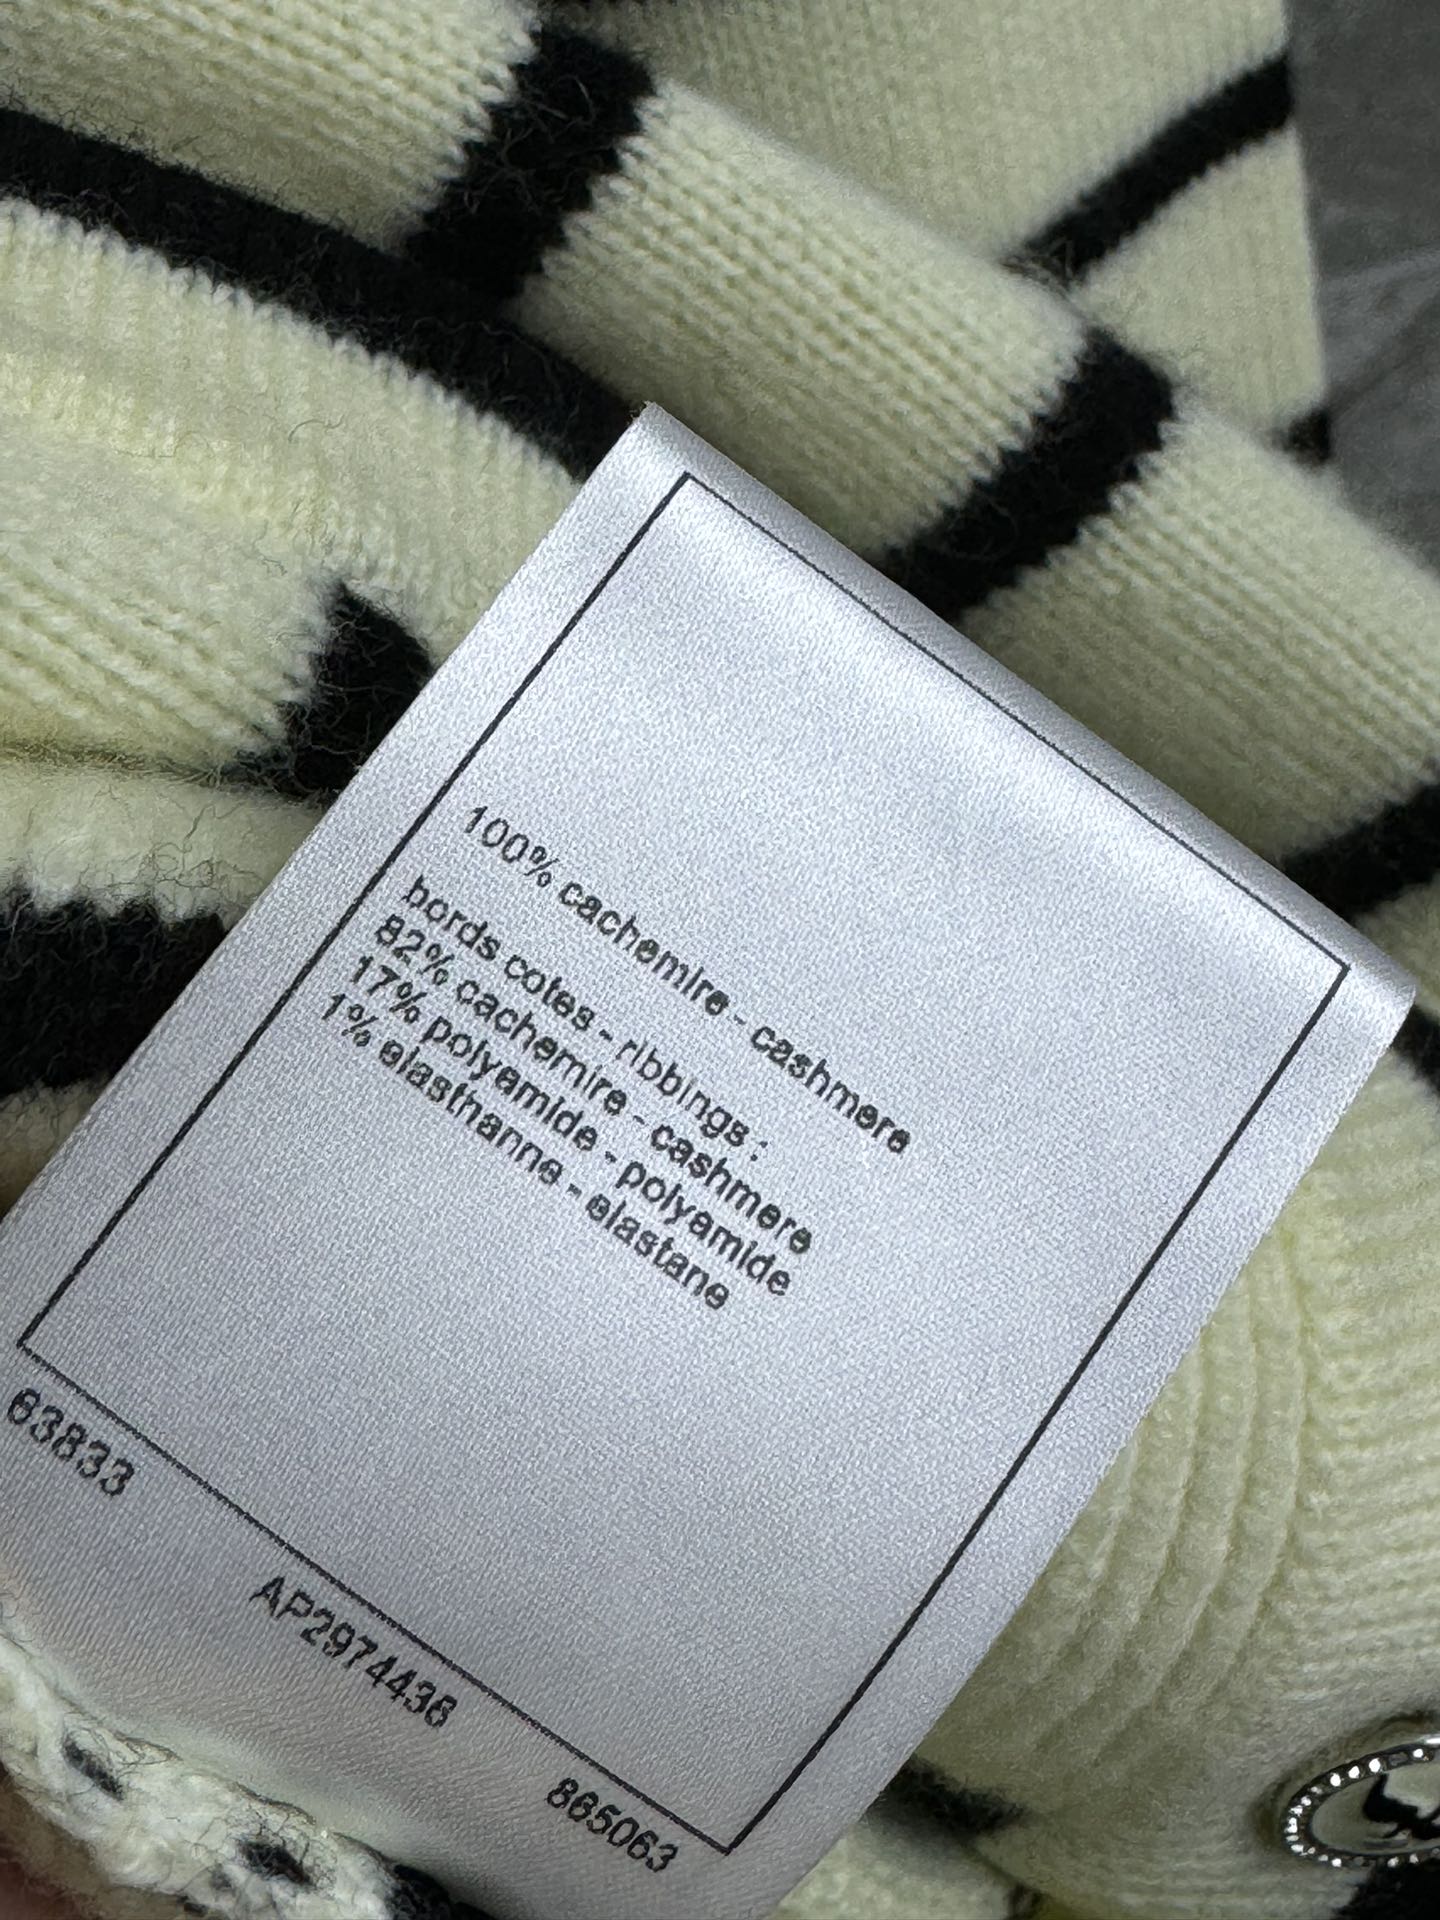 100% cachemire - cashmere
bords cotes - ribbings :
82% cachemire - cashmere
17% polyamide - polyamide
1% elasthanne - elastane
63833
AP2974436
865063